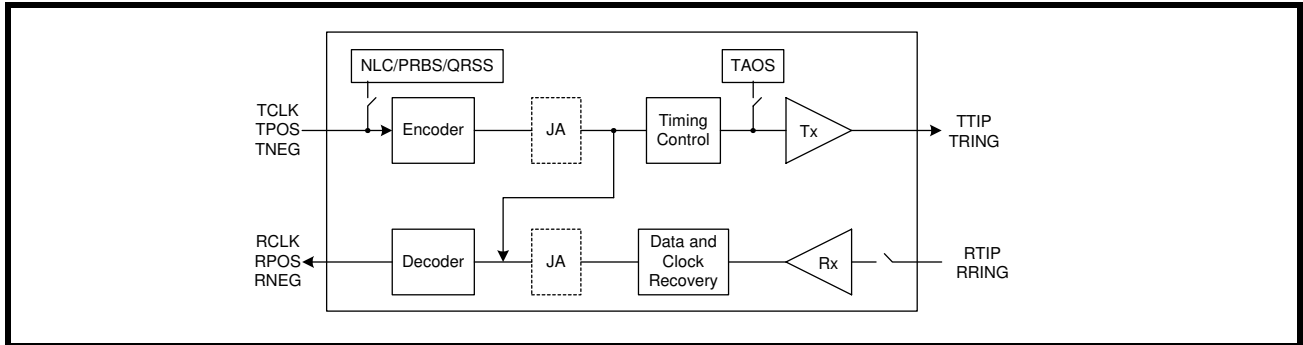 NLC/PRBS/QRSS
TAOS
TCLK
TPOS
TNEG
Encoder
JA
Timing
Control
Tx
TTIP
TRING
RCLK
RPOS
RNEG
Decoder
JA
Data and
Clock
Recovery
Rx
RTIP
RRING